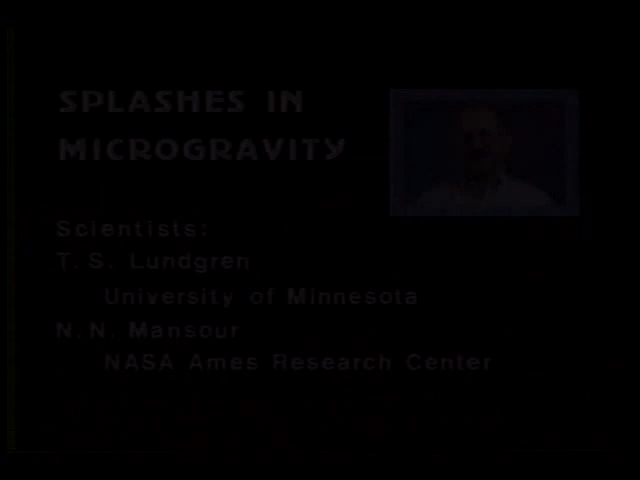 SPLASHES IN
MICROGRAVITY
Scientists:
T. S. Lundgren
University of Minnesota
N. N. Mansour
NASA Ames Research Center